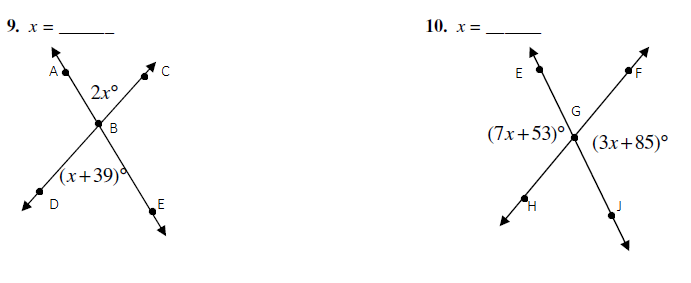 9. x = ______
10. x = ______
A
C
2x°
B
(x+39)°
D
E
E
F
G
(7x+53)°
(3x+85)°
H
J